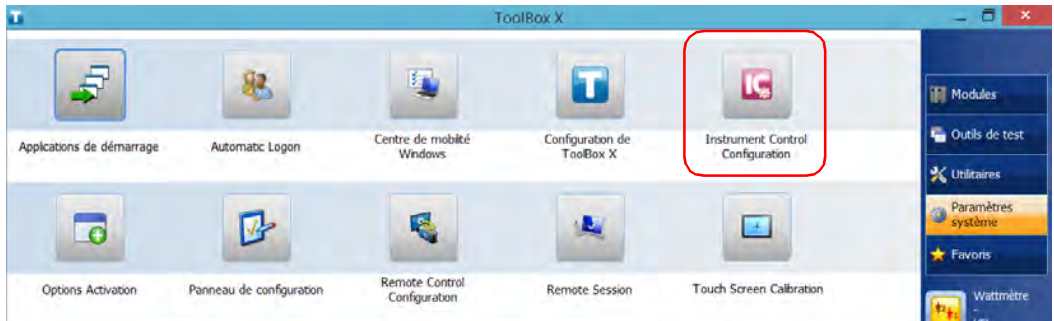 ToolBox X
Applications de démarrage
Automatic Logon
Centre de mobilité
Windows
Configuration de
ToolBox X
Instrument Control
Configuration
Options Activation
Panneau de configuration
Remote Control
Configuration
Remote Session
Touch Screen Calibration
Modules
Outils de test
Utilitaires
Paramètres
système
Favoris
Wattmètre